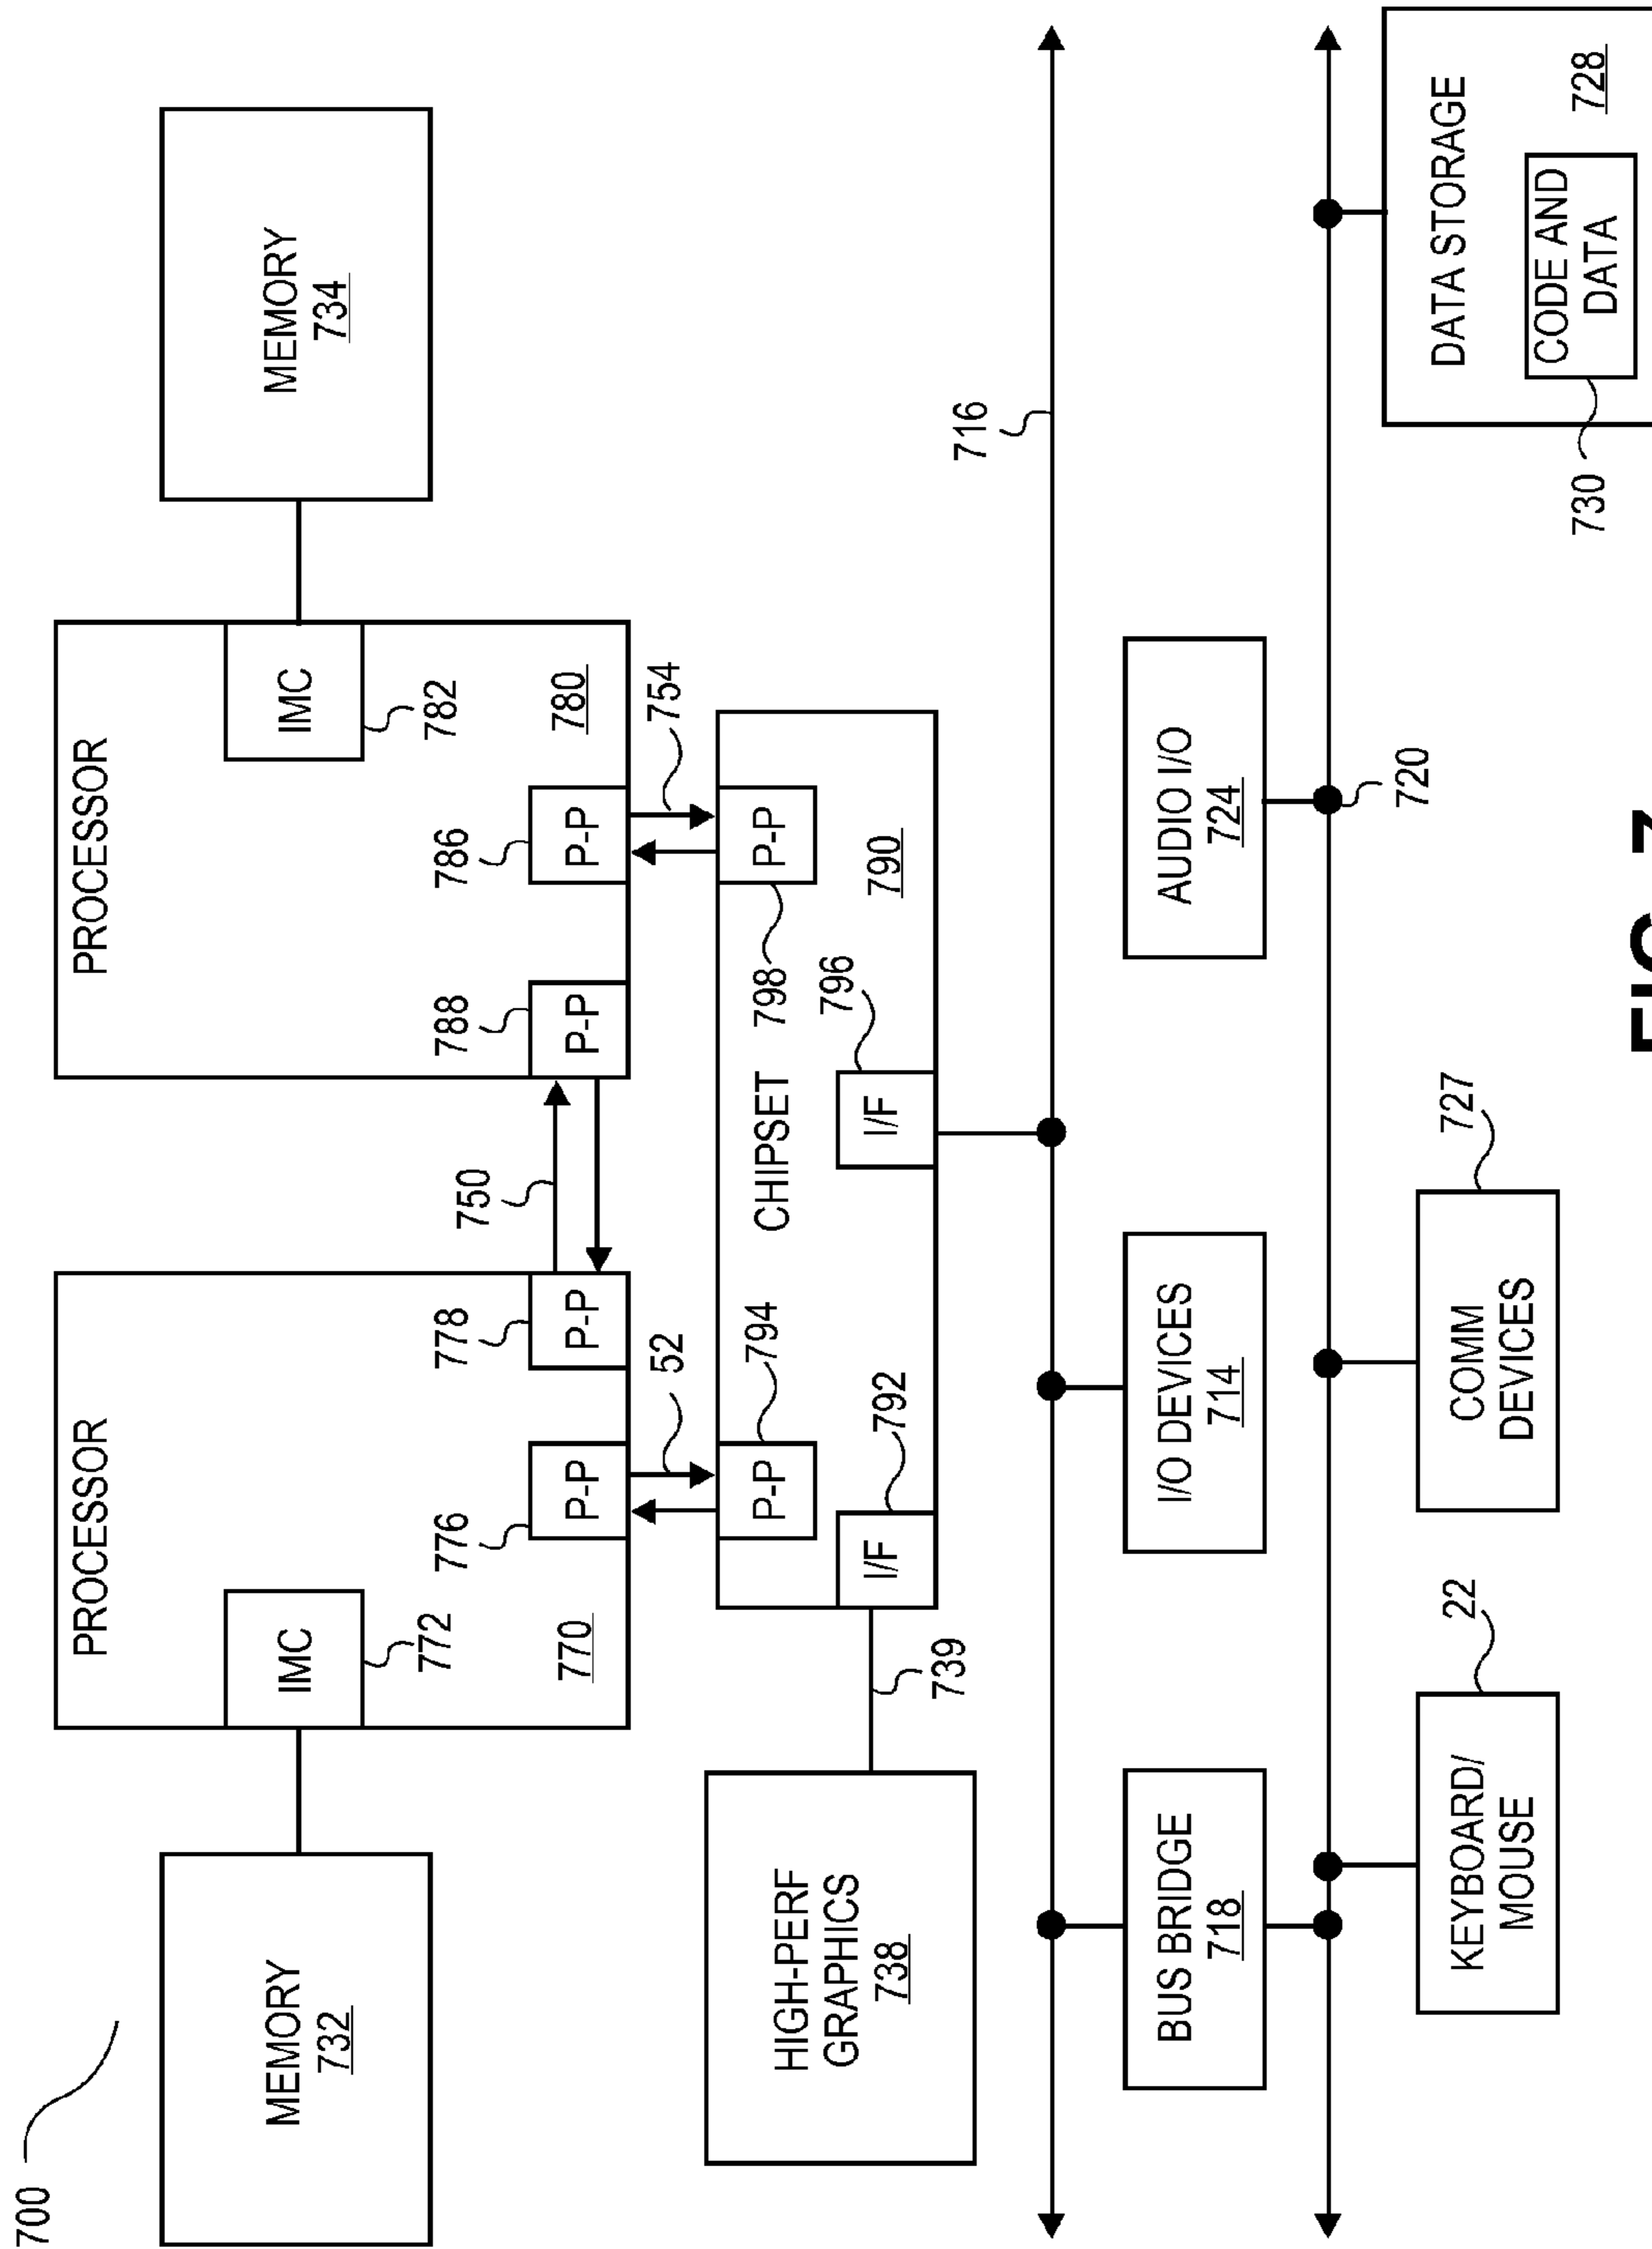 700
PROCESSOR
PROCESSOR
MEMORY
732
IMC
772
770
776
P-P
778
P-P
750
788
P-P
786
P-P
IMC
782
780
MEMORY
734
52
754
HIGH-PERF
GRAPHICS
738
739
P-P
794
I/F
792
CHIPSET
I/F
796
P-P
798
790
716
BUS BRIDGE
718
I/O DEVICES
714
AUDIO I/O
724
720
KEYBOARD/
MOUSE
22
COMM
DEVICES
727
DATA STORAGE
CODE AND
DATA
728
730
FIG. 7